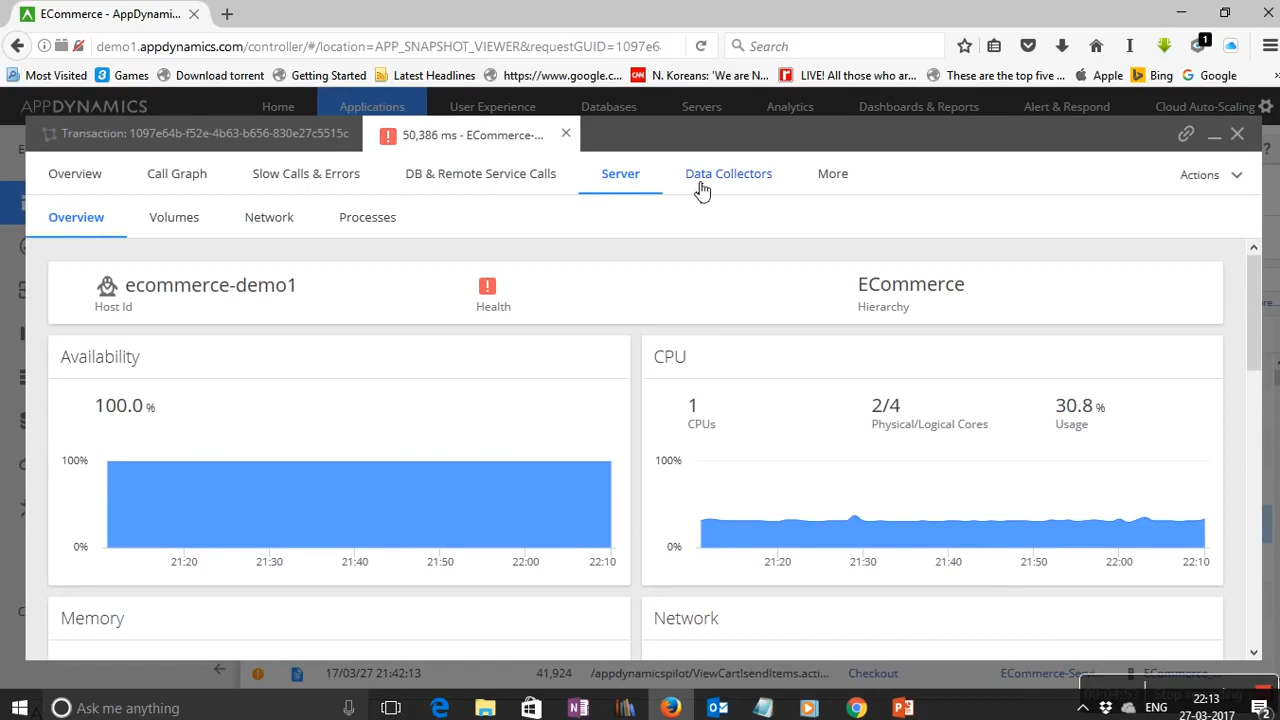 ECommerce - AppDynami...
demo1.appdynamics.com/controller/#/location=APP_SNAPSHOT_VIEWER&requestGUID=1097e6
Search
1
Most Visited
Games
Download torrent
Getting Started
Latest Headlines
https://www.google.c...
N. Koreans: 'We are N...
LIVE! All those who ar...
These are the top five ...
Apple
Bing
Google
APPDYNAMICS
Home
Applications
User Experience
Databases
Servers
Analytics
Dashboards & Reports
Alert & Respond
Cloud Auto-Scaling
Transaction: 1097e64b-f52e-4b63-b656-830e27c5515c
50,386 ms - ECommerce-...
Overview
Call Graph
Slow Calls & Errors
DB & Remote Service Calls
Server
Data Collectors
More
Actions
Overview
Volumes
Network
Processes
ecommerce-demo1
Host Id
Health
ECommerce
Hierarchy
Availability
100.0 %
100%
0%
21:20
21:30
21:40
21:50
22:00
22:10
CPU
1
CPUs
2/4
Physical/Logical Cores
30.8 %
Usage
100%
0%
21:20
21:30
21:40
21:50
22:00
22:10
Memory
Network
17/03/27 21:42:13
41,924
/appdynamicspilot/ViewCart!sendItems.acti...
Checkout
ECommerce-Servi...
ECommerce_...
Ask me anything
ENG
22:13
27-03-2017
2